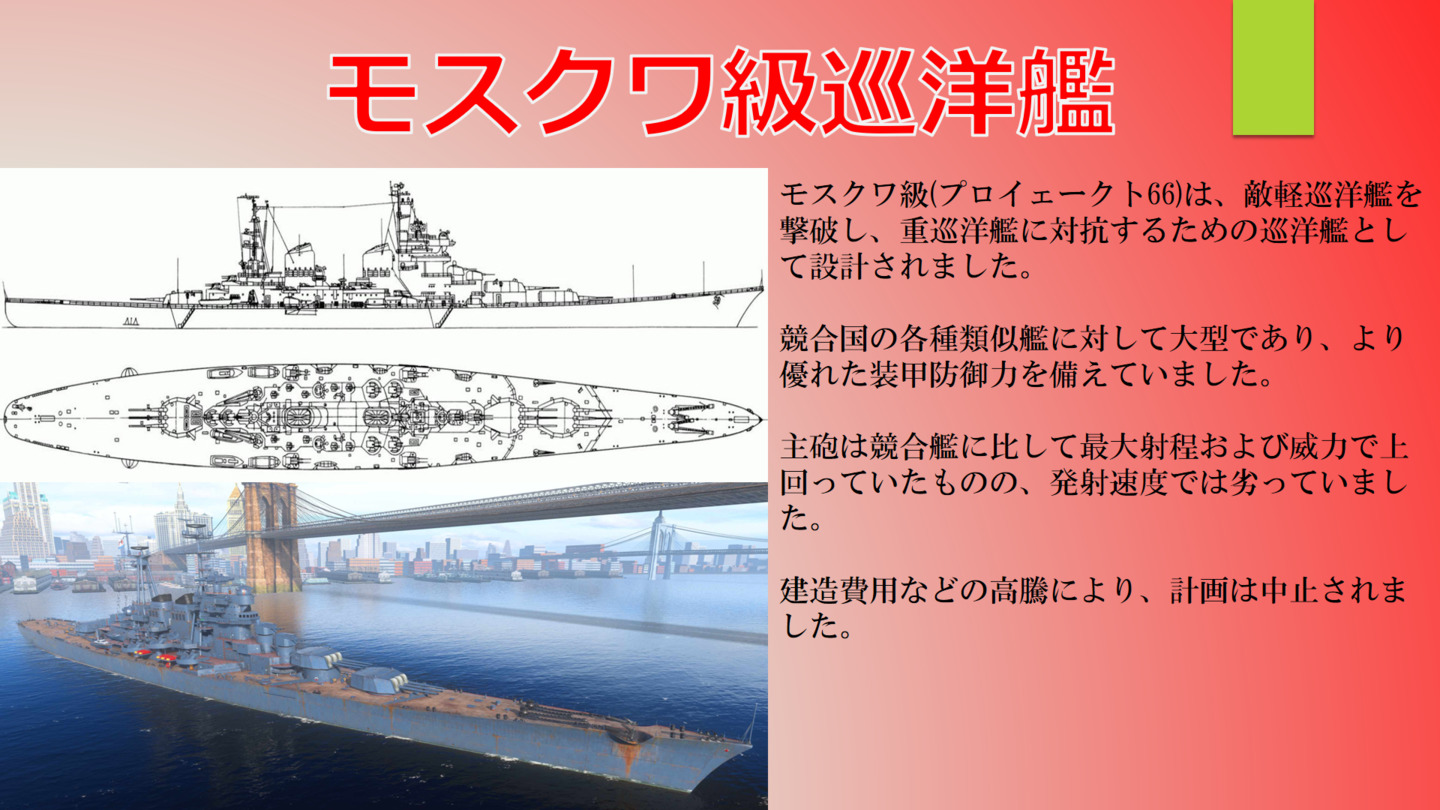 モスクワ級巡洋艦
モスクワ級(プロイェークト66)は、敵軽巡洋艦を
撃破し、重巡洋艦に対抗するための巡洋艦とし
て設計されました。
競合国の各種類似艦に対して大型であり、より
優れた装甲防御力を備えていました。
主砲は競合艦に比して最大射程および威力で上
回っていたものの、発射速度では劣っていまし
た。
建造費用などの高騰により、計画は中止されま
した。